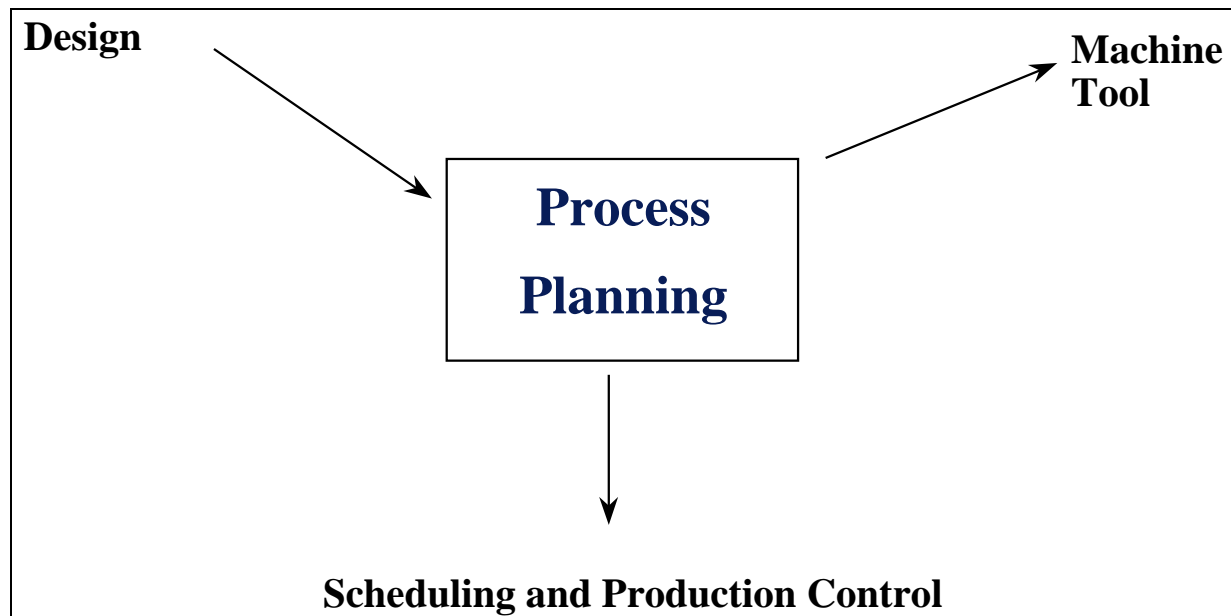 Design
Machine
Tool
Process
Planning
Scheduling and Production Control